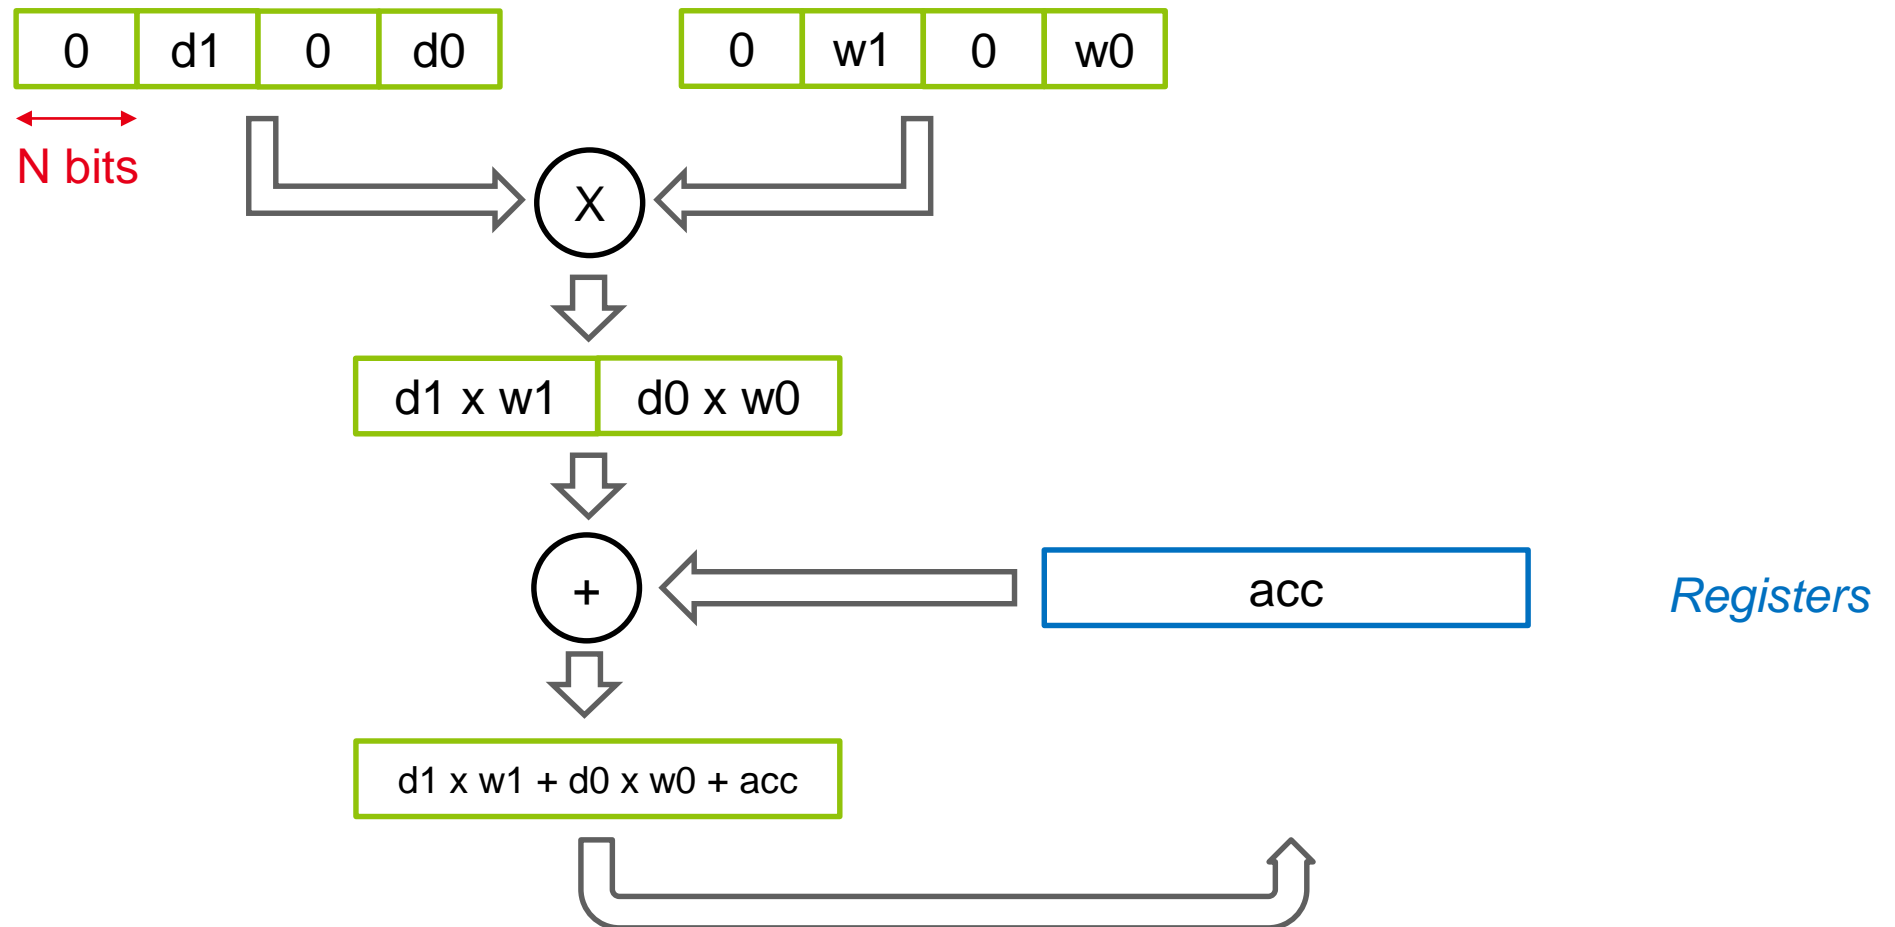 0 d1 0 d0
0 w1 0 w0
N bits
X
d1 x w1
d0 x w0
+
acc
Registers
d1 x w1 + d0 x w0 + acc